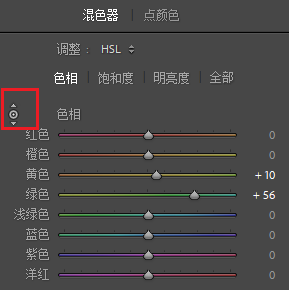 混色器 点颜色
调整： HSL
色相 饱和度 明亮度 全部
色相
红色 0
橙色 0
黄色 +10
绿色 +56
浅绿色 0
蓝色 0
紫色 0
洋红 0